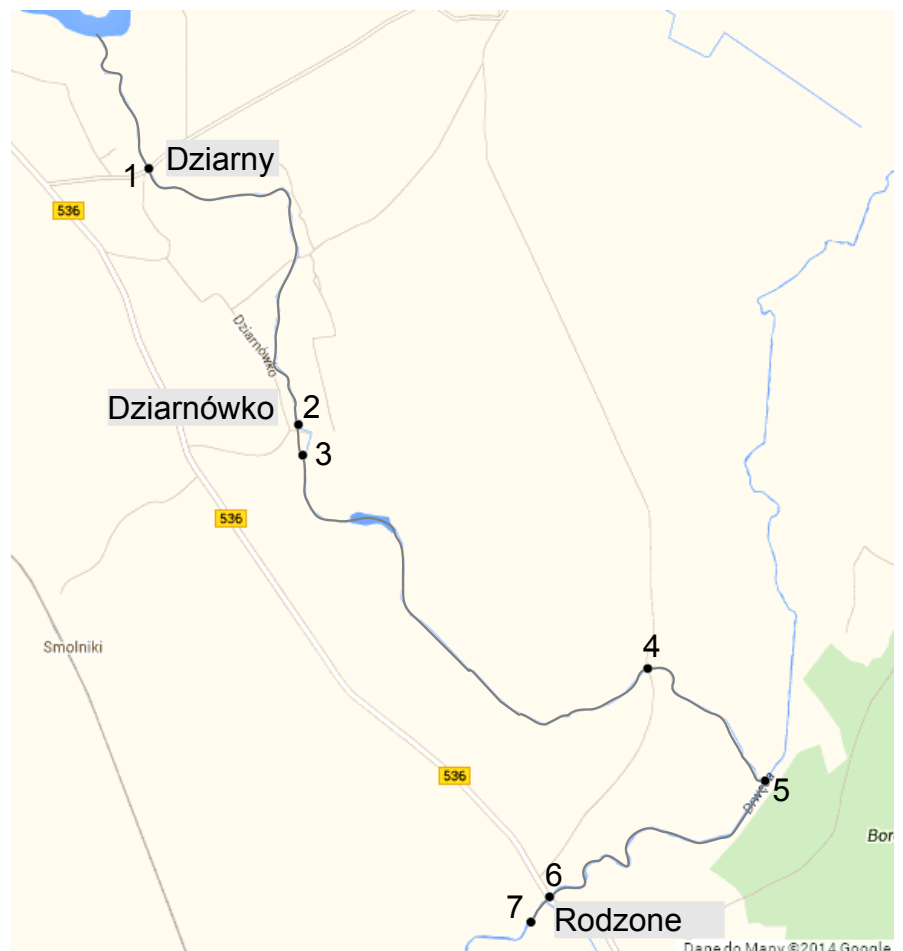 1
Dziarny
536
Dziarnówko
Dziarnówko
2
3
536
Smolniki
4
536
5
Drwęca
Bor
6
7
Rodzone
Dane do Mapy ©2014 Google